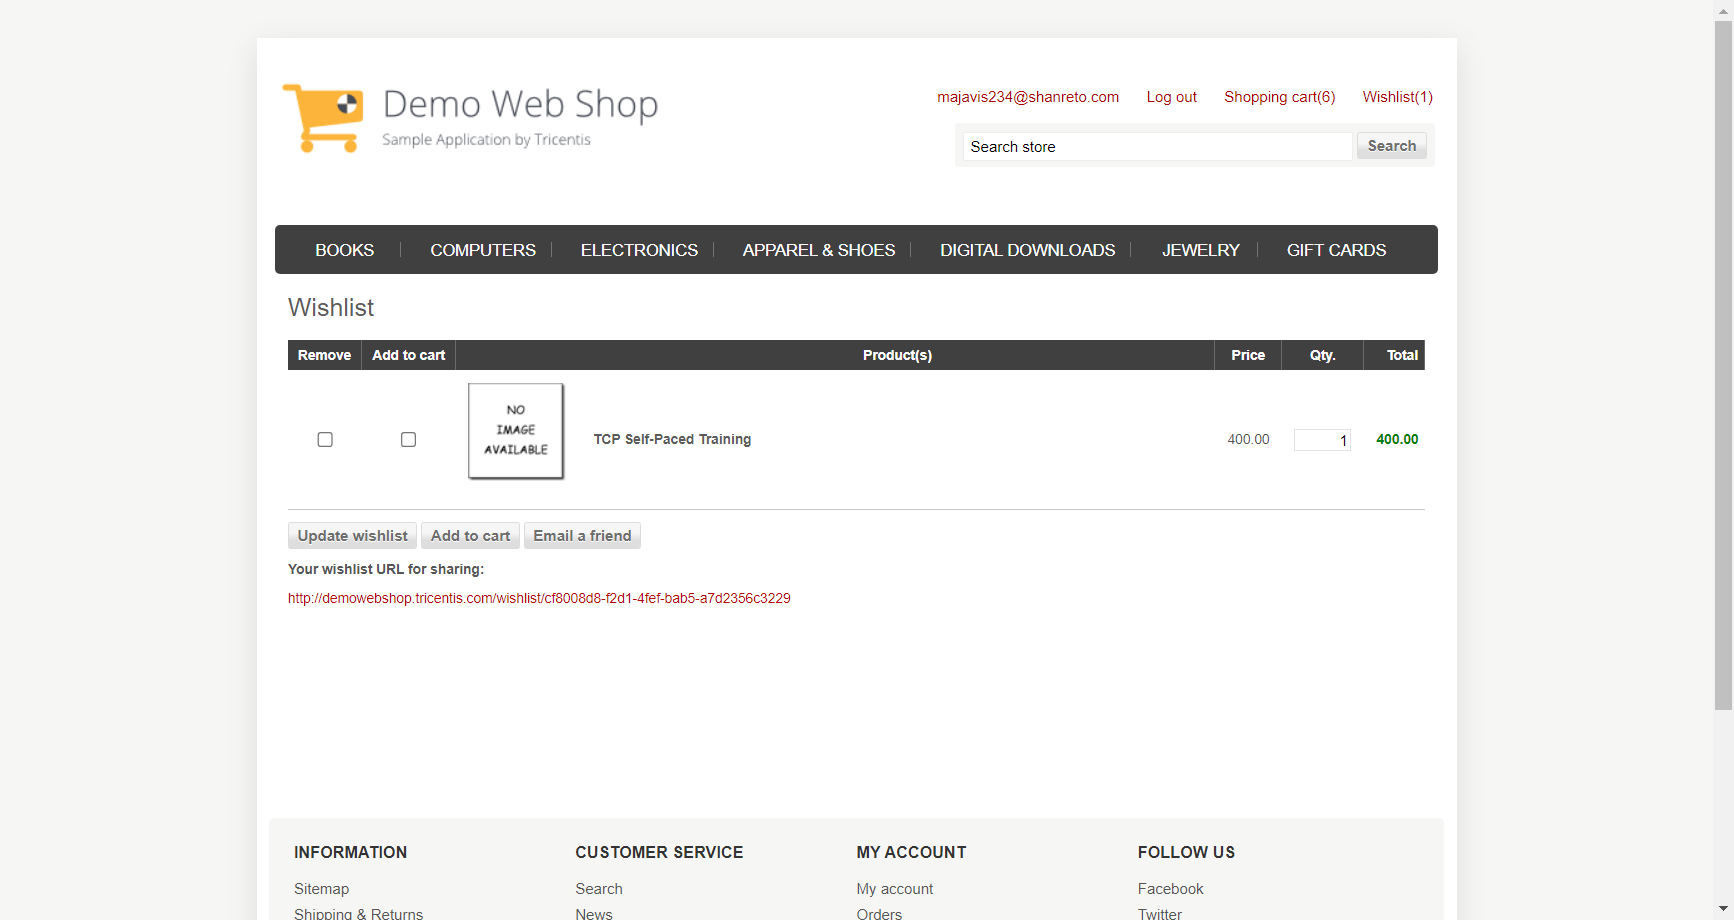 Demo Web Shop
Sample Application by Tricentis
majavis234@shanreto.com Log out Shopping cart(6) Wishlist(1)
Search store Search
BOOKS COMPUTERS ELECTRONICS APPAREL & SHOES DIGITAL DOWNLOADS JEWELRY GIFT CARDS
Wishlist
Remove Add to cart Product(s) Price Qty. Total
NO
IMAGE
AVAILABLE
TCP Self-Paced Training 400.00 1 400.00
Update wishlist Add to cart Email a friend
Your wishlist URL for sharing:
http://demowebshop.tricentis.com/wishlist/cf8008d8-f2d1-4fef-bab5-a7d2356c3229
INFORMATION CUSTOMER SERVICE MY ACCOUNT FOLLOW US
Sitemap Search My account Facebook
Shipping & Returns News Orders Twitter